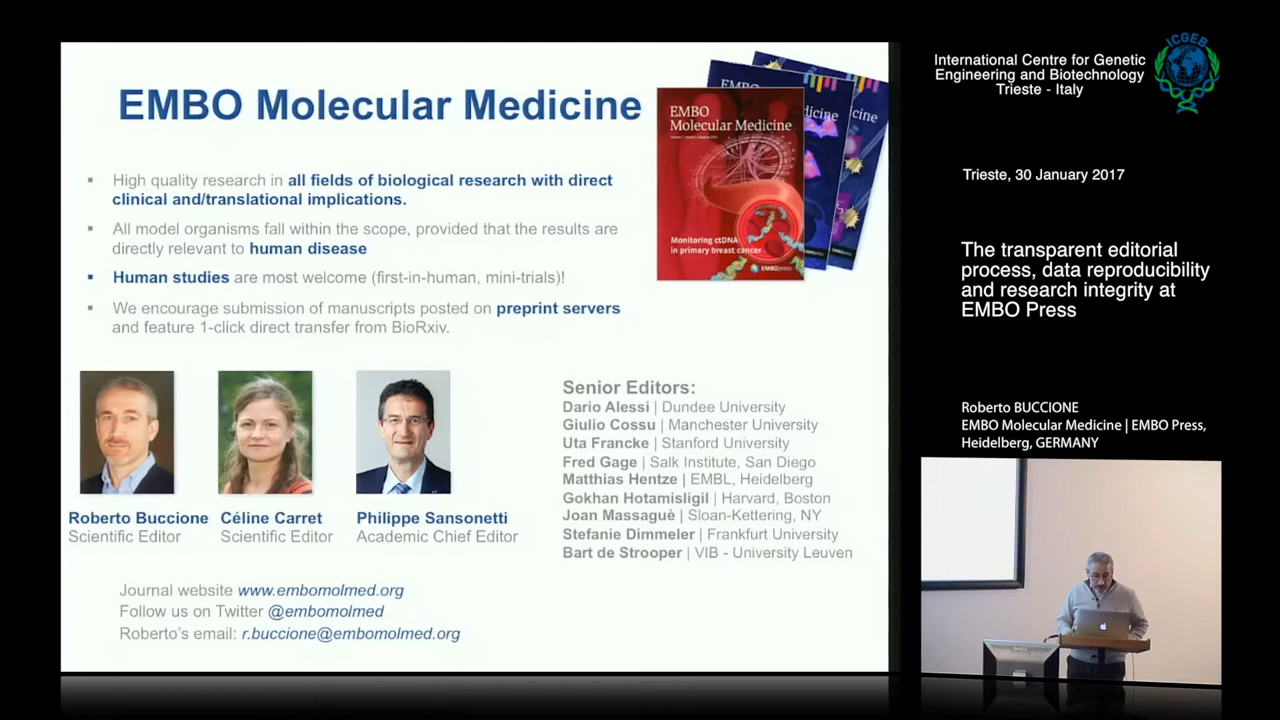 EMBO Molecular Medicine
▪ High quality research in all fields of biological research with direct
clinical and/translational implications.
▪ All model organisms fall within the scope, provided that the results are
directly relevant to human disease
▪ Human studies are most welcome (first-in-human, mini-trials)!
▪ We encourage submission of manuscripts posted on preprint servers
and feature 1-click direct transfer from BioRxiv.
EMBO
Molecular Medicine
Monitoring ctDNA
in primary breast cancer
EMBOpress
Roberto Buccione
Scientific Editor
Céline Carret
Scientific Editor
Philippe Sansonetti
Academic Chief Editor
Senior Editors:
Dario Alessi | Dundee University
Giulio Cossu | Manchester University
Uta Francke | Stanford University
Fred Gage | Salk Institute, San Diego
Matthias Hentze | EMBL, Heidelberg
Gokhan Hotamisligil | Harvard, Boston
Joan Massaguè | Sloan-Kettering, NY
Stefanie Dimmeler | Frankfurt University
Bart de Strooper | VIB - University Leuven
Journal website www.embomolmed.org
Follow us on Twitter @embomolmed
Roberto's email: r.buccione@embomolmed.org
International Centre for Genetic
Engineering and Biotechnology
Trieste - Italy
ICGEB
Trieste, 30 January 2017
The transparent editorial
process, data reproducibility
and research integrity at
EMBO Press
Roberto BUCCIONE
EMBO Molecular Medicine | EMBO Press,
Heidelberg, GERMANY